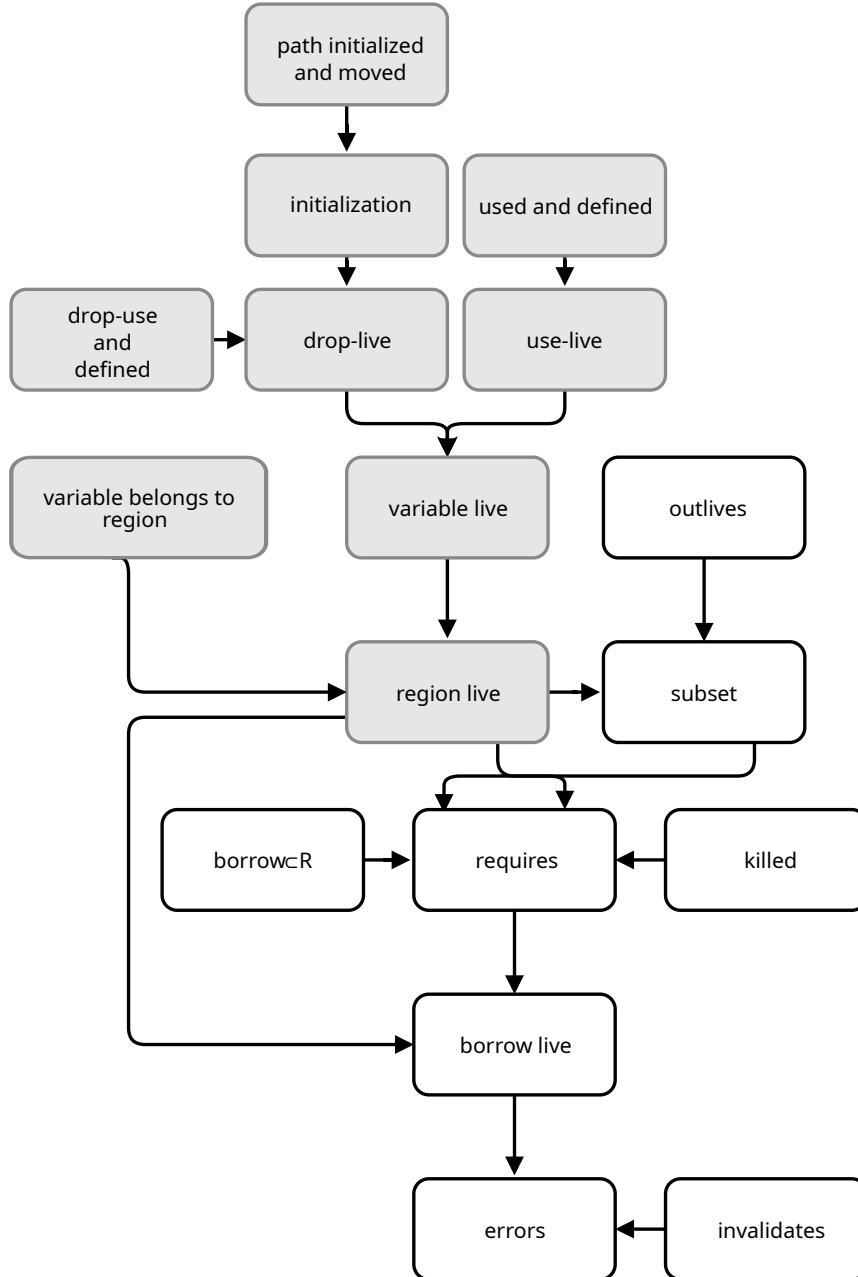 path initialized
and moved
initialization
used and defined
drop-use
and
defined
drop-live
use-live
variable belongs to
region
variable live
outlives
region live
subset
borrow⊂R
requires
killed
borrow live
errors
invalidates